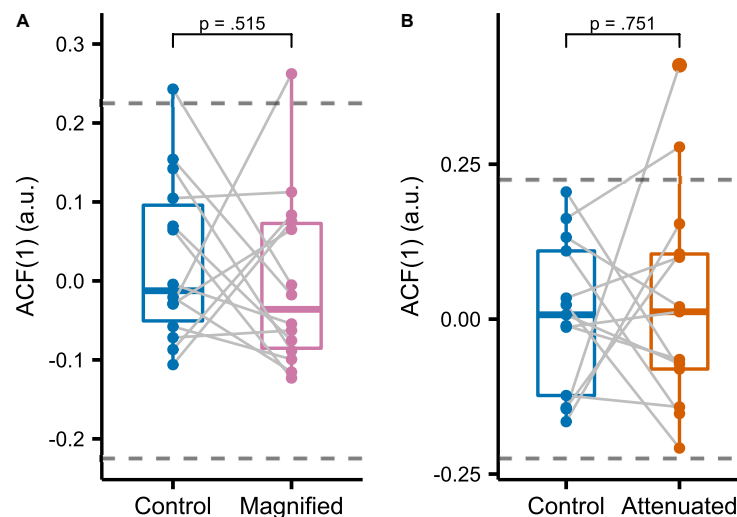 A
p = .515
ACF(1) (a.u.)
0.3
0.2
0.1
0.0
-0.1
-0.2
Control Magnified
B
p = .751
ACF(1) (a.u.)
0.25
0.00
-0.25
Control Attenuated